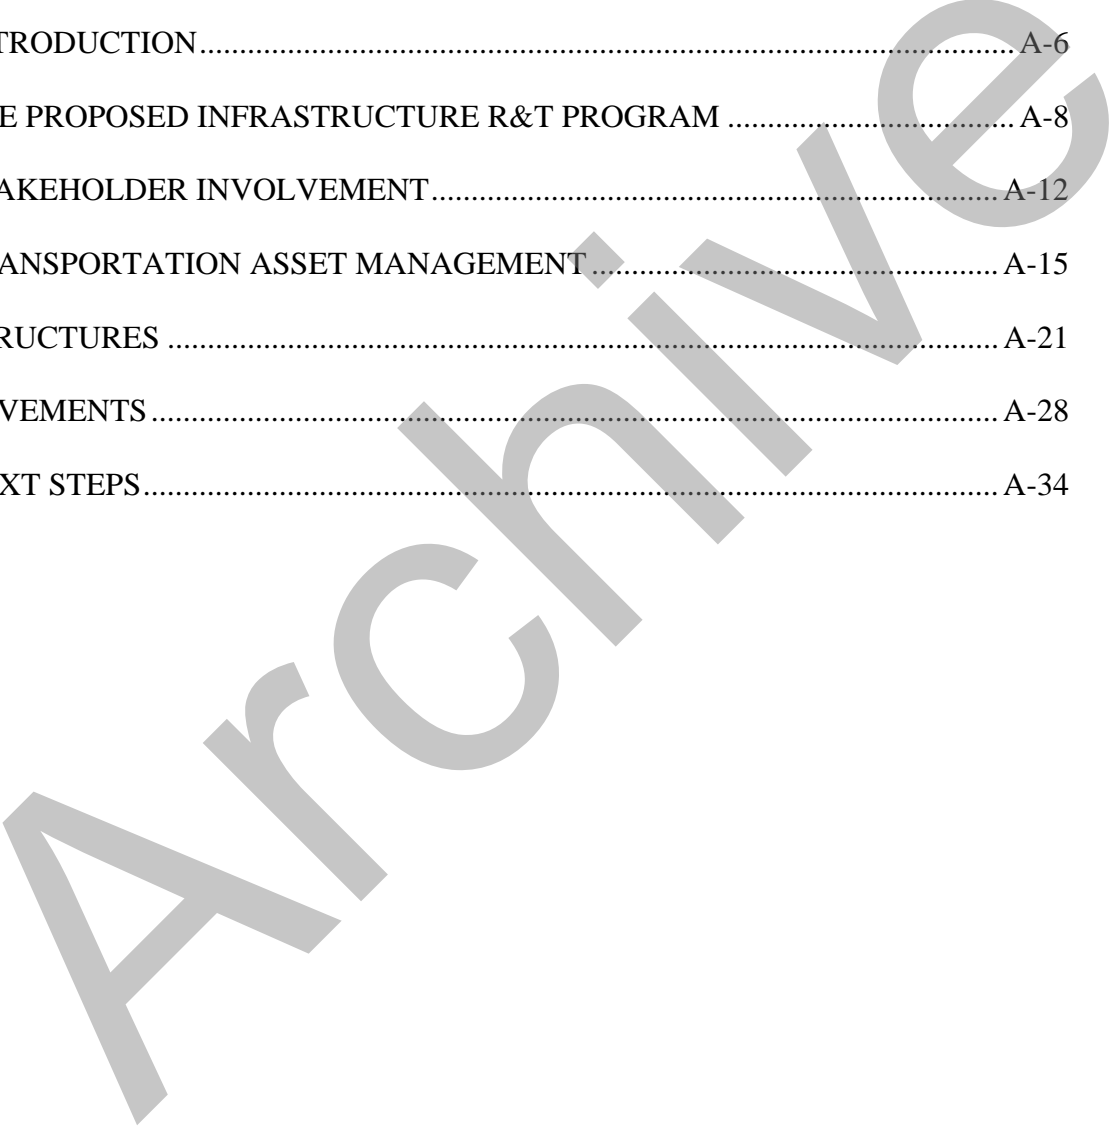 TRODUCTION.......... A-6
E PROPOSED INFRASTRUCTURE R&T PROGRAM .......... A-8
AKEHOLDER INVOLVEMENT.......... A-12
ANSPORTATION ASSET MANAGEMENT .......... A-15
RUCTURES .......... A-21
VEMENTS .......... A-28
XT STEPS.......... A-34
Archive